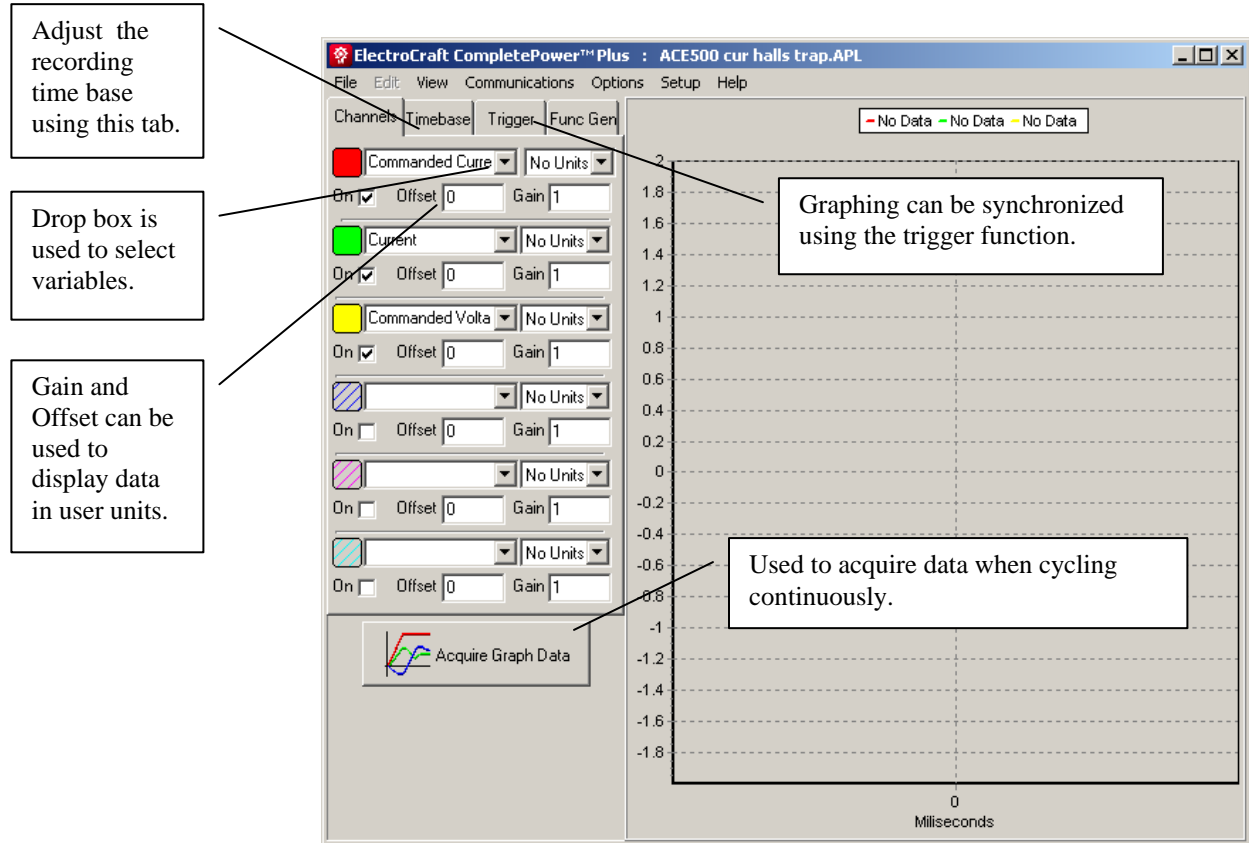 Adjust the
recording
time base
using this tab.
Drop box is
used to select
variables.
Gain and
Offset can be
used to
display data
in user units.
ElectroCraft CompletePower™ Plus : ACE500 cur halls trap.APL
File Edit View Communications Options Setup Help
Channels Timebase Trigger Func Gen
Commanded Curre No Units
On Offset 0 Gain 1
Current No Units
On Offset 0 Gain 1
Commanded Volta No Units
On Offset 0 Gain 1
No Units
On Offset 0 Gain 1
No Units
On Offset 0 Gain 1
No Units
On Offset 0 Gain 1
Acquire Graph Data
No Data No Data No Data
Graphing can be synchronized
using the trigger function.
Used to acquire data when cycling
continuously.
2
1.8
1.6
1.4
1.2
1
0.8
0.6
0.4
0.2
0
-0.2
-0.4
-0.6
-0.8
-1
-1.2
-1.4
-1.6
-1.8
0
Miliseconds